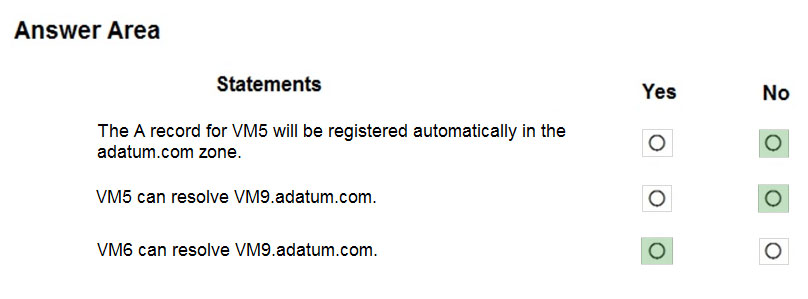 Answer Area
Statements
Yes
No
The A record for VM5 will be registered automatically in the
adatum.com zone.
VM5 can resolve VM9.adatum.com.
VM6 can resolve VM9.adatum.com.